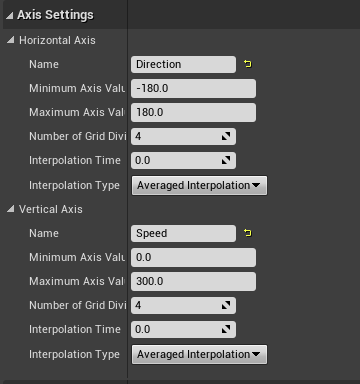 Axis Settings
Horizontal Axis
Name Direction
Minimum Axis Valu -180.0
Maximum Axis Val 180.0
Number of Grid Divi 4
Interpolation Time 0.0
Interpolation Type Averaged Interpolation
Vertical Axis
Name Speed
Minimum Axis Valu 0.0
Maximum Axis Val 300.0
Number of Grid Divi 4
Interpolation Time 0.0
Interpolation Type Averaged Interpolation